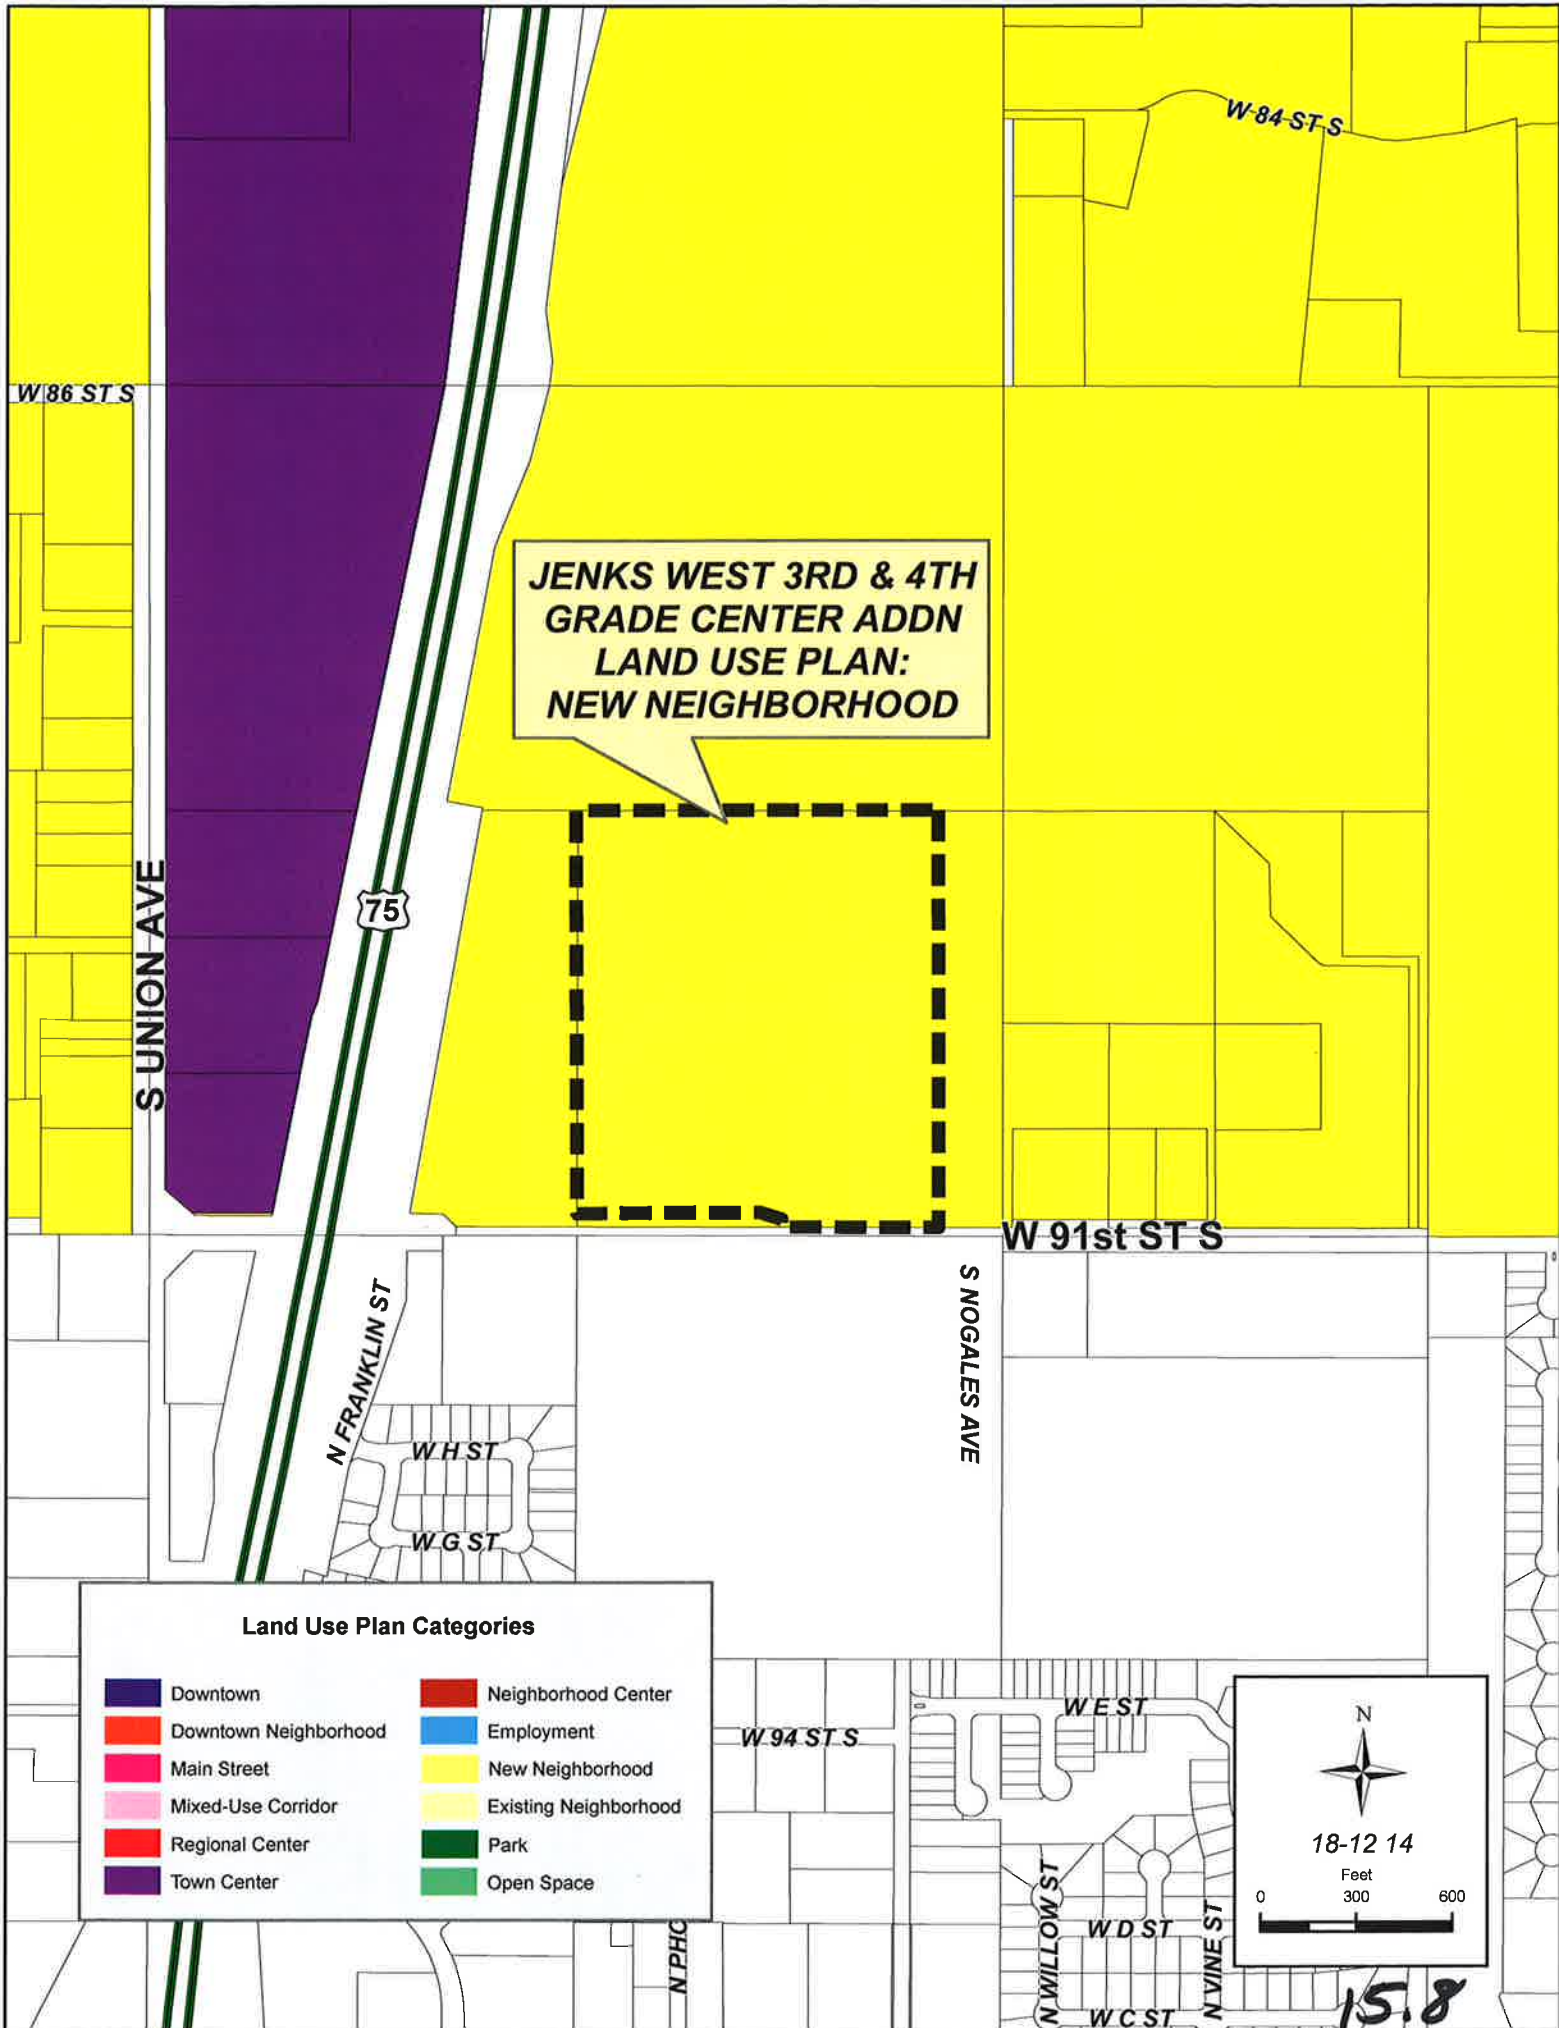 W 84 ST S
W 86 ST S
JENKS WEST 3RD & 4TH
GRADE CENTER ADDN
LAND USE PLAN:
NEW NEIGHBORHOOD
75
S UNION AVE
W 91st ST S
S NOGALES AVE
N FRANKLIN ST
W H ST
W G ST
Land Use Plan Categories
Downtown
Downtown Neighborhood
Main Street
Mixed-Use Corridor
Regional Center
Town Center
Neighborhood Center
Employment
New Neighborhood
Existing Neighborhood
Park
Open Space
W 94 ST S
W E ST
N PHO
N WILLOW ST
W D ST
N VINE ST
W C ST
N
18-12 14
Feet
0 300 600
15.8